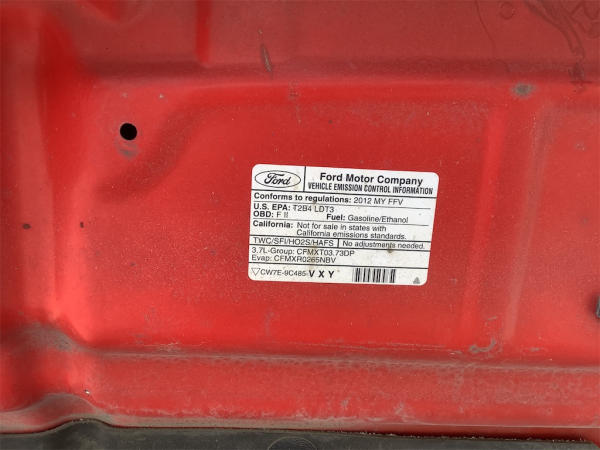 Ford Ford Motor Company
VEHICLE EMISSION CONTROL INFORMATION
Conforms to regulations: 2012 MY FFV
U.S. EPA: T2B4 LDT3
OBD: F II Fuel: Gasoline/Ethanol
California: Not for sale in states with
California emissions standards.
TWC/SFI/HO2S/HAFS No adjustments needed.
3.7L-Group: CFMXT03.73DP
Evap: CFMXR0265NBV
CW7E-9C485- V X Y